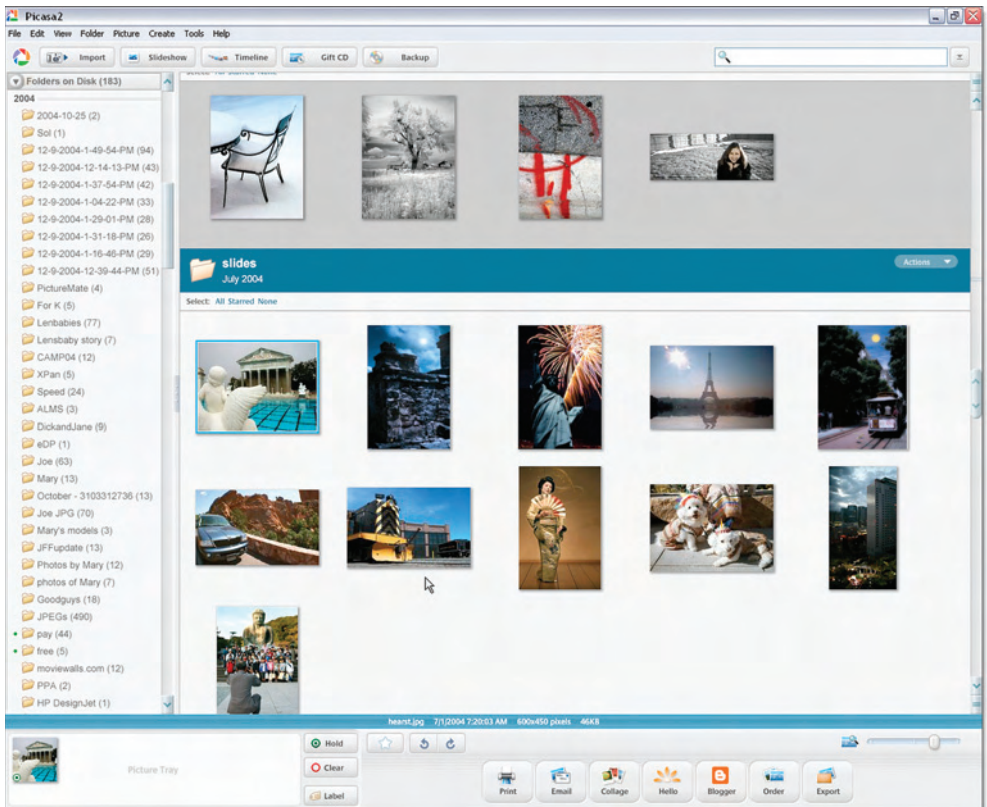 Picasa2
File Edit View Folder Picture Create Tools Help
Import Slideshow Timeline Gift CD Backup
Folders on Disk (183)
2004
2004-10-25 (2)
Sol (1)
12-9-2004-1-49-54-PM (94)
12-9-2004-12-14-13-PM (43)
12-9-2004-1-37-54-PM (42)
12-9-2004-1-04-22-PM (33)
12-9-2004-1-29-01-PM (28)
12-9-2004-1-31-18-PM (26)
12-9-2004-1-16-46-PM (29)
12-9-2004-12-39-44-PM (51)
PictureMate (4)
For K (5)
Lenbabies (77)
Lensbaby story (7)
CAMP04 (12)
XPan (5)
Speed (24)
ALMS (3)
DickandJane (9)
eDP (1)
Joe (63)
Mary (13)
October - 3103312736 (13)
Joe JPG (70)
Mary's models (3)
JFFupdate (13)
Photos by Mary (12)
photos of Mary (7)
Goodguys (18)
JPEGs (490)
pay (44)
free (5)
moviewalls.com (12)
PPA (2)
HP DesignJet (1)
Select: All Starred None
slides
July 2004
Actions
Select: All Starred None
hearst.jpg 7/1/2004 7:20:03 AM 600x450 pixels 46KB
Picture Tray
Hold
Clear
Label
Print Email Collage Hello Blogger Order Export